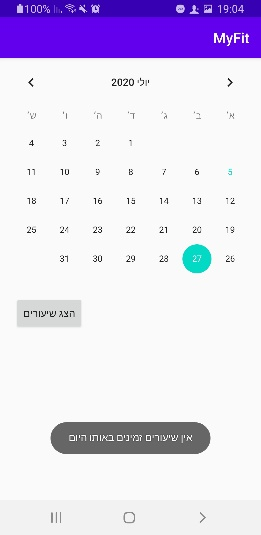 100% 19:04
MyFit
יולי 2020
א' ב' ג' ד' ה' ו' ש'
1 2 3 4
5 6 7 8 9 10 11
12 13 14 15 16 17 18
19 20 21 22 23 24 25
26 27 28 29 30 31
הצג שיעורים
אין שיעורים זמינים באותו היום